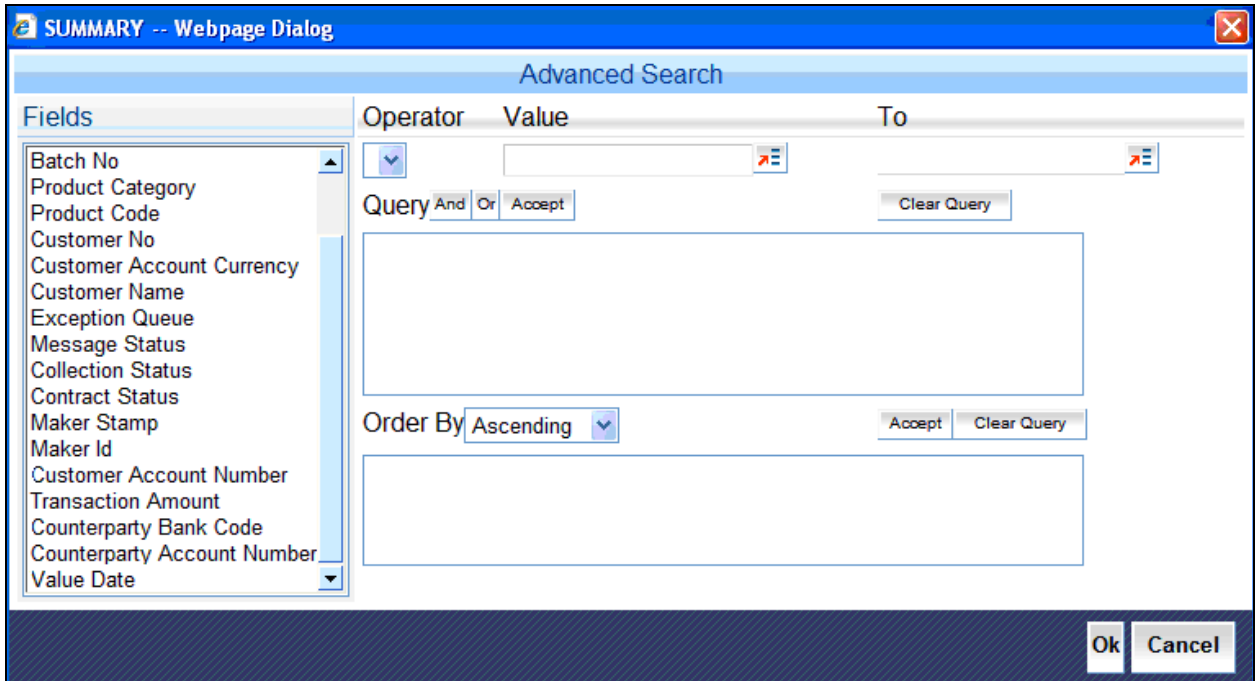 SUMMARY -- Webpage Dialog
Advanced Search
Fields
Operator Value To
Batch No
Product Category
Product Code
Customer No
Customer Account Currency
Customer Name
Exception Queue
Message Status
Collection Status
Contract Status
Maker Stamp
Maker Id
Customer Account Number
Transaction Amount
Counterparty Bank Code
Counterparty Account Number
Value Date
Query And Or Accept Clear Query
Order By Ascending Accept Clear Query
Ok Cancel